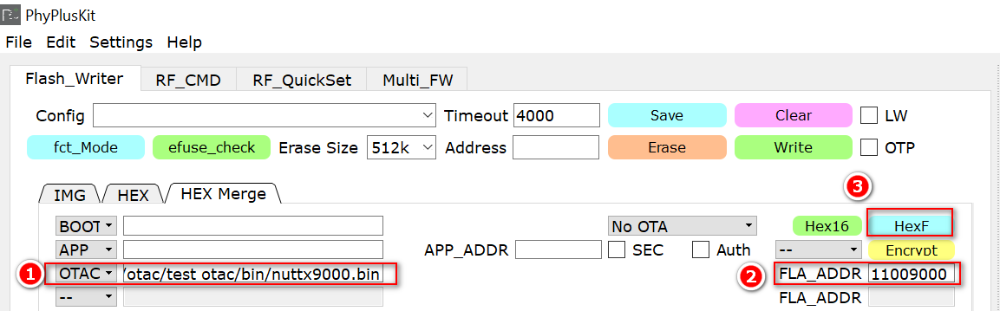 PhyPlusKit
File Edit Settings Help
Flash_Writer RF_CMD RF_QuickSet Multi_FW
Config Timeout 4000 Save Clear LW
fct_Mode efuse_check Erase Size 512k Address Erase Write OTP
3
IMG HEX HEX Merge
BOOT No OTA Hex16 HexF
APP APP_ADDR SEC Auth -- Encrypt
1 OTAC /otac/test otac/bin/nuttx9000.bin 2 FLA_ADDR 11009000
-- FLA_ADDR